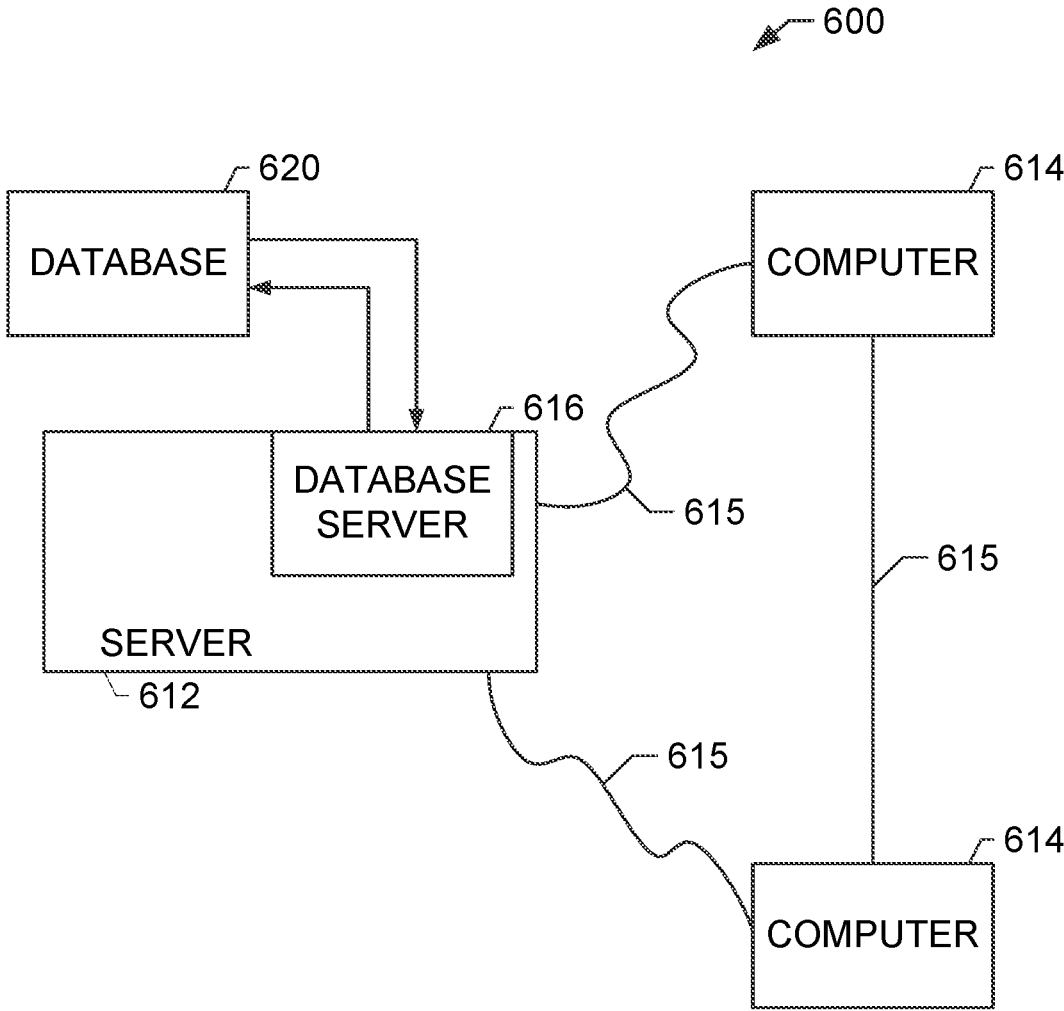 600
620
614
DATABASE
COMPUTER
616
DATABASE
SERVER
615
615
SERVER
612
615
614
COMPUTER